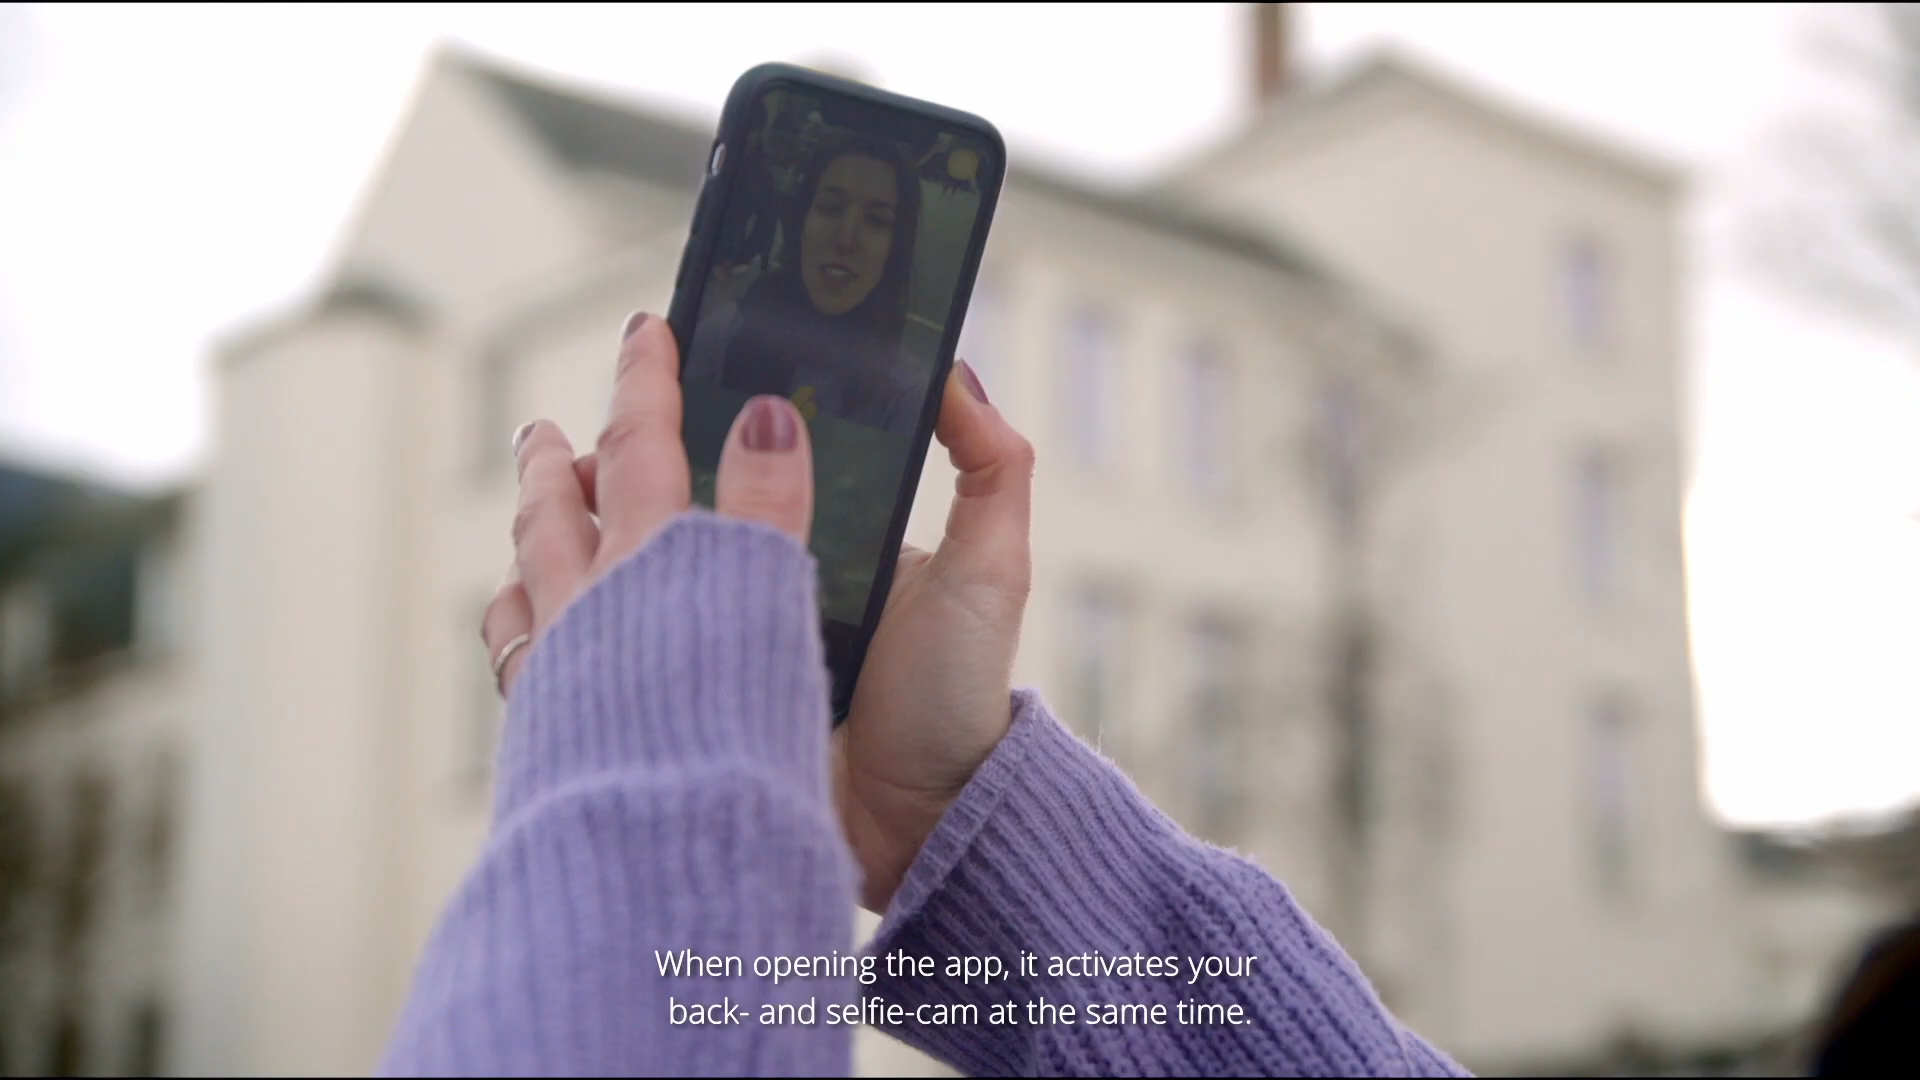 When opening the app, it activates your
back- and selfie-cam at the same time.